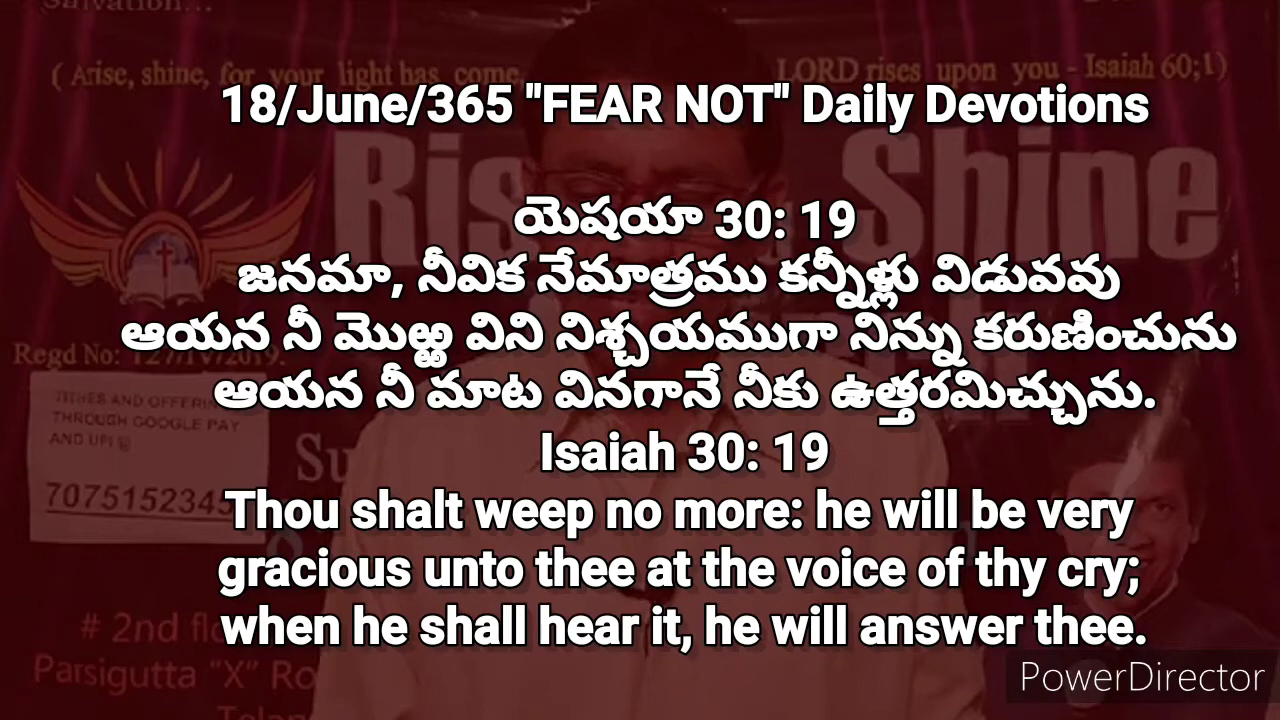 Salvation...
( Arise, shine, for your light has come,
LORD rises upon you - Isaiah 60;1)
18/June/365 "FEAR NOT" Daily Devotions
Shine
యెషయా 30: 19
జనమా, నీవిక నేమాత్రము కన్నీళ్లు విడువవు
ఆయన నీ మొఱ్ఱ విని నిశ్చయముగా నిన్ను కరుణించును
Regd No:
ఆయన నీ మాట వినగానే నీకు ఉత్తరమిచ్చును.
TITHES AND
THROUGH GOOGLE PAY
AND UPI @
Isaiah 30: 19
Thou shalt weep no more: he will be very
gracious unto thee at the voice of thy cry;
when he shall hear it, he will answer thee.
# 2nd
Parsigutta "X"
PowerDirector